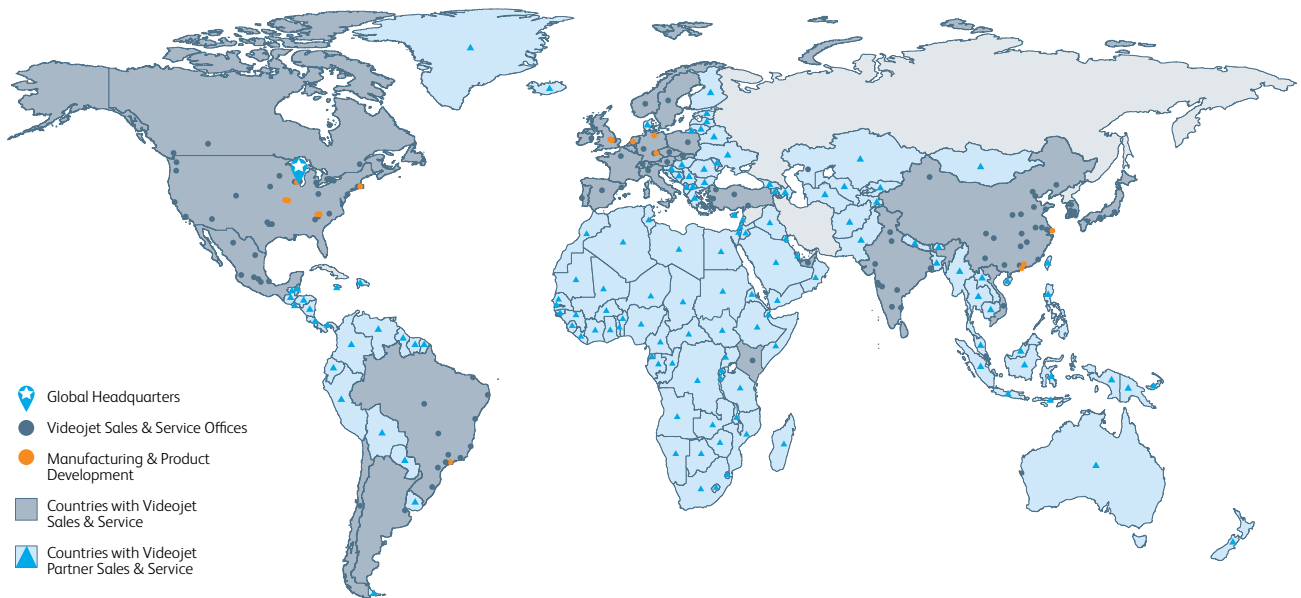 Global Headquarters
Videojet Sales & Service Offices
Manufacturing & Product
Development
Countries with Videojet
Sales & Service
Countries with Videojet
Partner Sales & Service